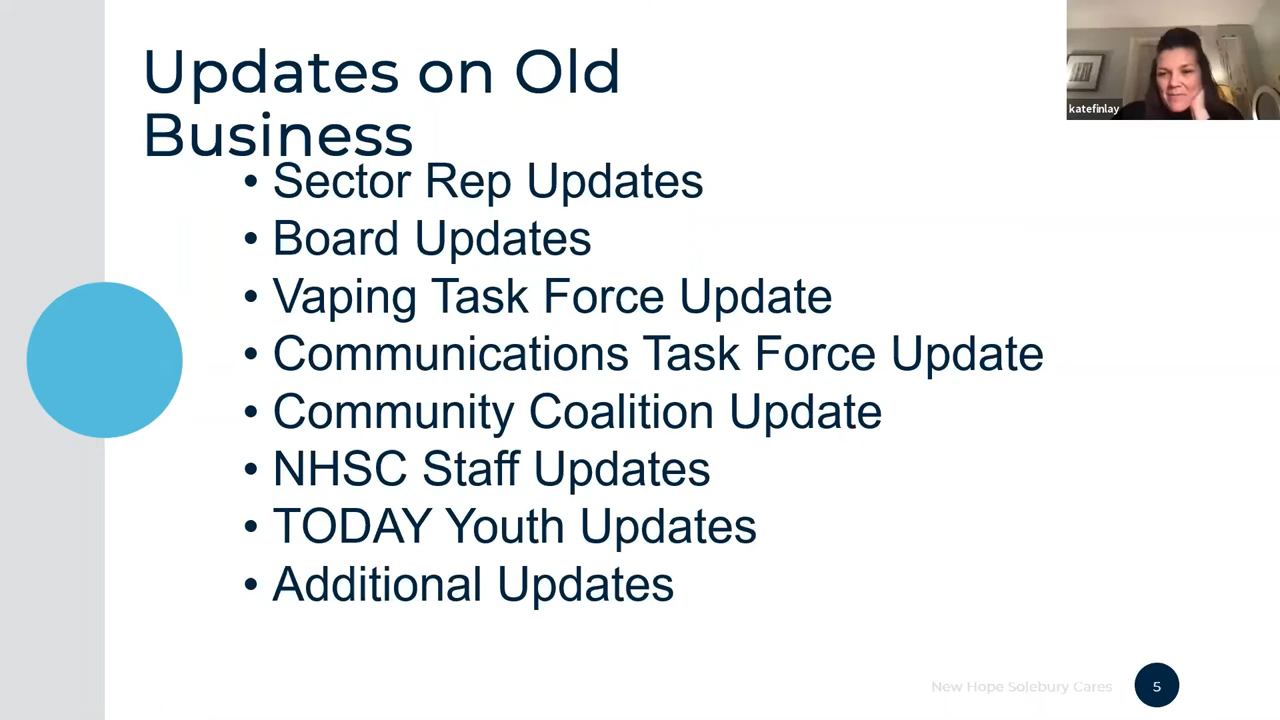 Updates on Old
Business
• Sector Rep Updates
• Board Updates
• Vaping Task Force Update
• Communications Task Force Update
• Community Coalition Update
• NHSC Staff Updates
• TODAY Youth Updates
• Additional Updates
katefinlay
New Hope Solebury Cares
5